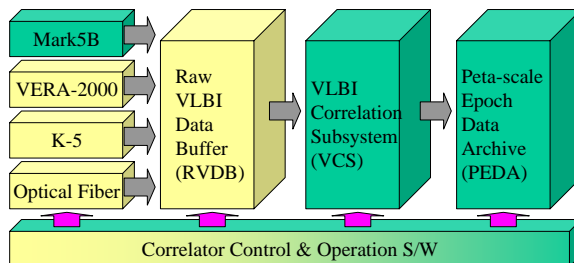 Mark5B
VERA-2000
K-5
Optical Fiber
Raw
VLBI
Data
Buffer
(RVDB)
VLBI
Correlation
Subsystem
(VCS)
Peta-scale
Epoch
Data
Archive
(PEDA)
Correlator Control & Operation S/W